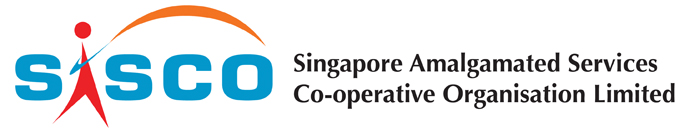 SiSCO
Singapore Amalgamated Services
Co-operative Organisation Limited